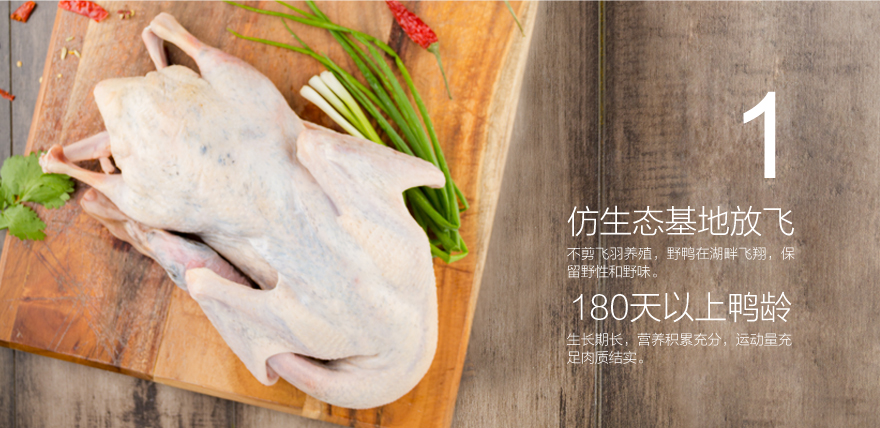 1
仿生态基地放飞
不剪飞羽养殖，野鸭在湖畔飞翔，保
留野性和野味。
180天以上鸭龄
生长期长，营养积累充分，运动量充
足肉质结实。